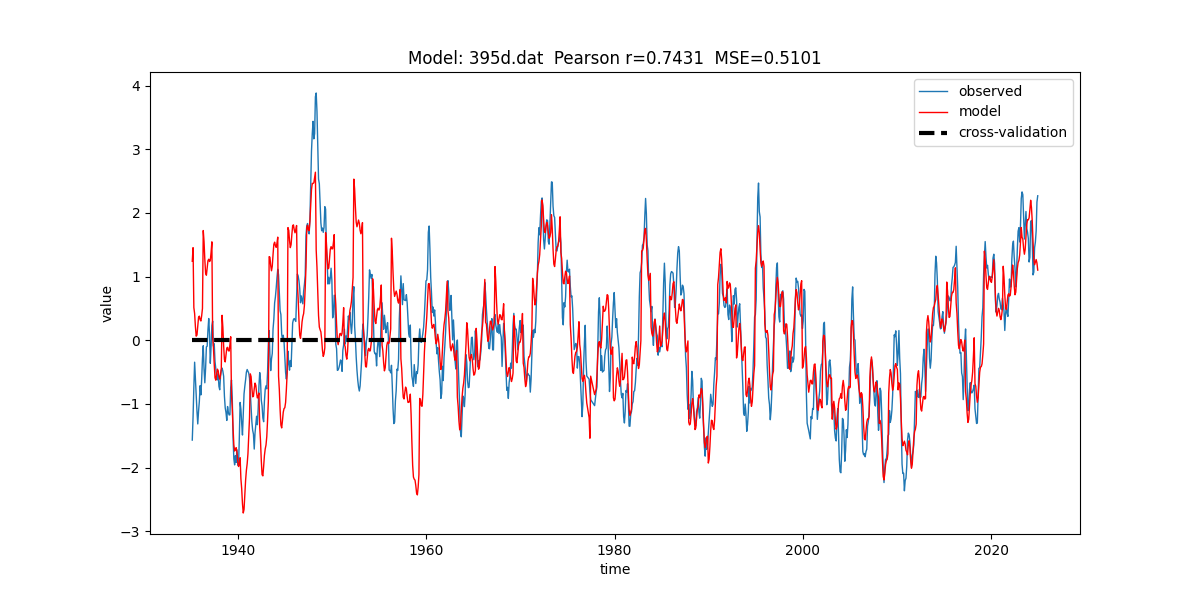 Model: 395d.dat  Pearson r=0.7431  MSE=0.5101
observed
model
cross-validation
value
4
3
2
1
0
−1
−2
−3
1940
1960
1980
2000
2020
time